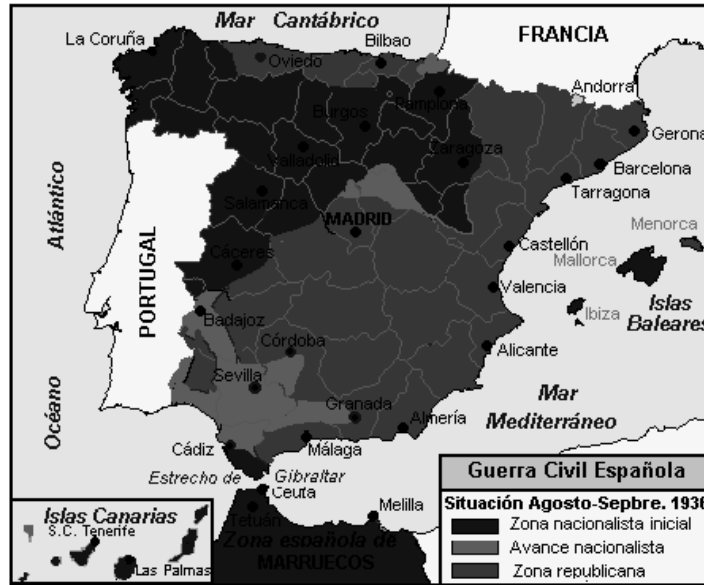 Mar Cantábrico
La Coruña
Oviedo
Bilbao
FRANCIA
Andorra
Burgos
Pamplona
Gerona
Valladolid
Zaragoza
Barcelona
Tarragona
Salamanca
Atlántico
MADRID
Menorca
Mallorca
Castellón
Cáceres
Valencia
Islas
Baleares
Ibiza
PORTUGAL
Badajoz
Córdoba
Alicante
Sevilla
Mar
Mediterráneo
Océano
Granada
Almería
Cádiz
Málaga
Estrecho de Gibraltar
Ceuta
Tetuán
Melilla
Zona española de
MARRUECOS
Islas Canarias
S.C. Tenerife
Las Palmas
Guerra Civil Española
Situación Agosto-Sepbre. 1936
Zona nacionalista inicial
Avance nacionalista
Zona republicana